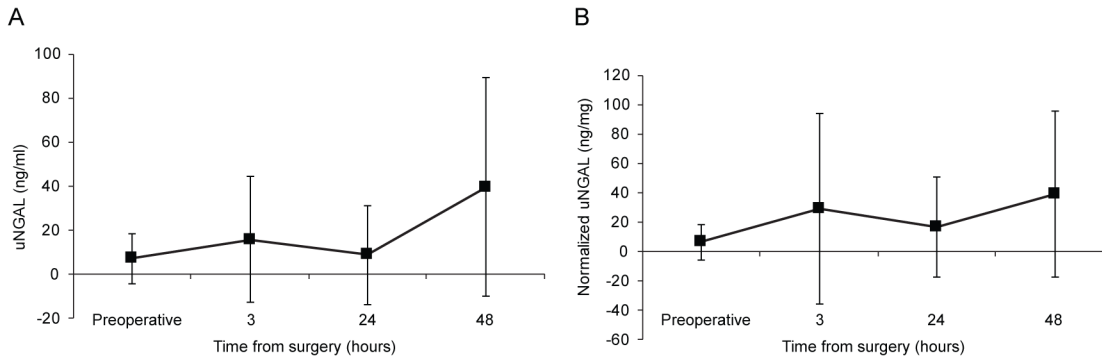 A
uNGAL (ng/ml)
100
80
60
40
20
0
-20
Preoperative 3 24 48
Time from surgery (hours)
B
Normalized uNGAL (ng/mg)
120
100
80
60
40
20
0
-20
-40
-60
Preoperative 3 24 48
Time from surgery (hours)